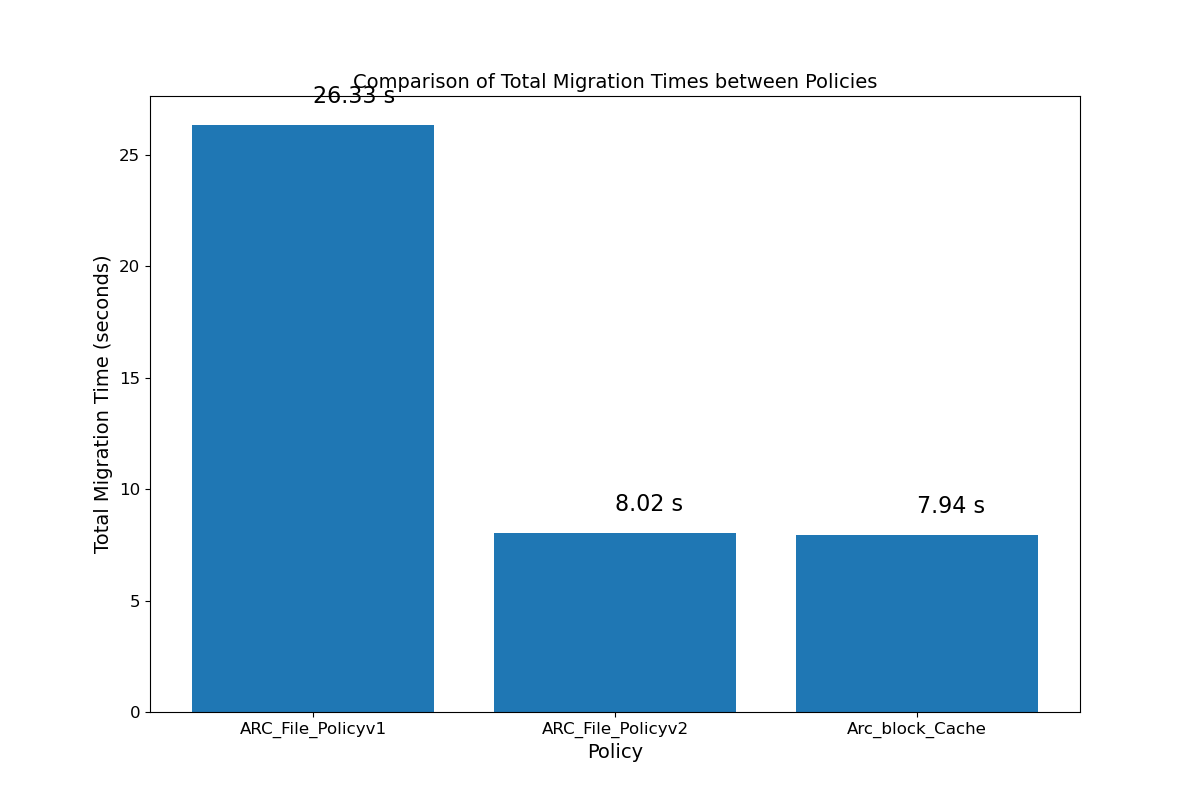 Comparison of Total Migration Times between Policies
26.33 s
8.02 s
7.94 s
Total Migration Time (seconds)
25
20
15
10
5
0
ARC_File_Policyv1
ARC_File_Policyv2
Arc_block_Cache
Policy